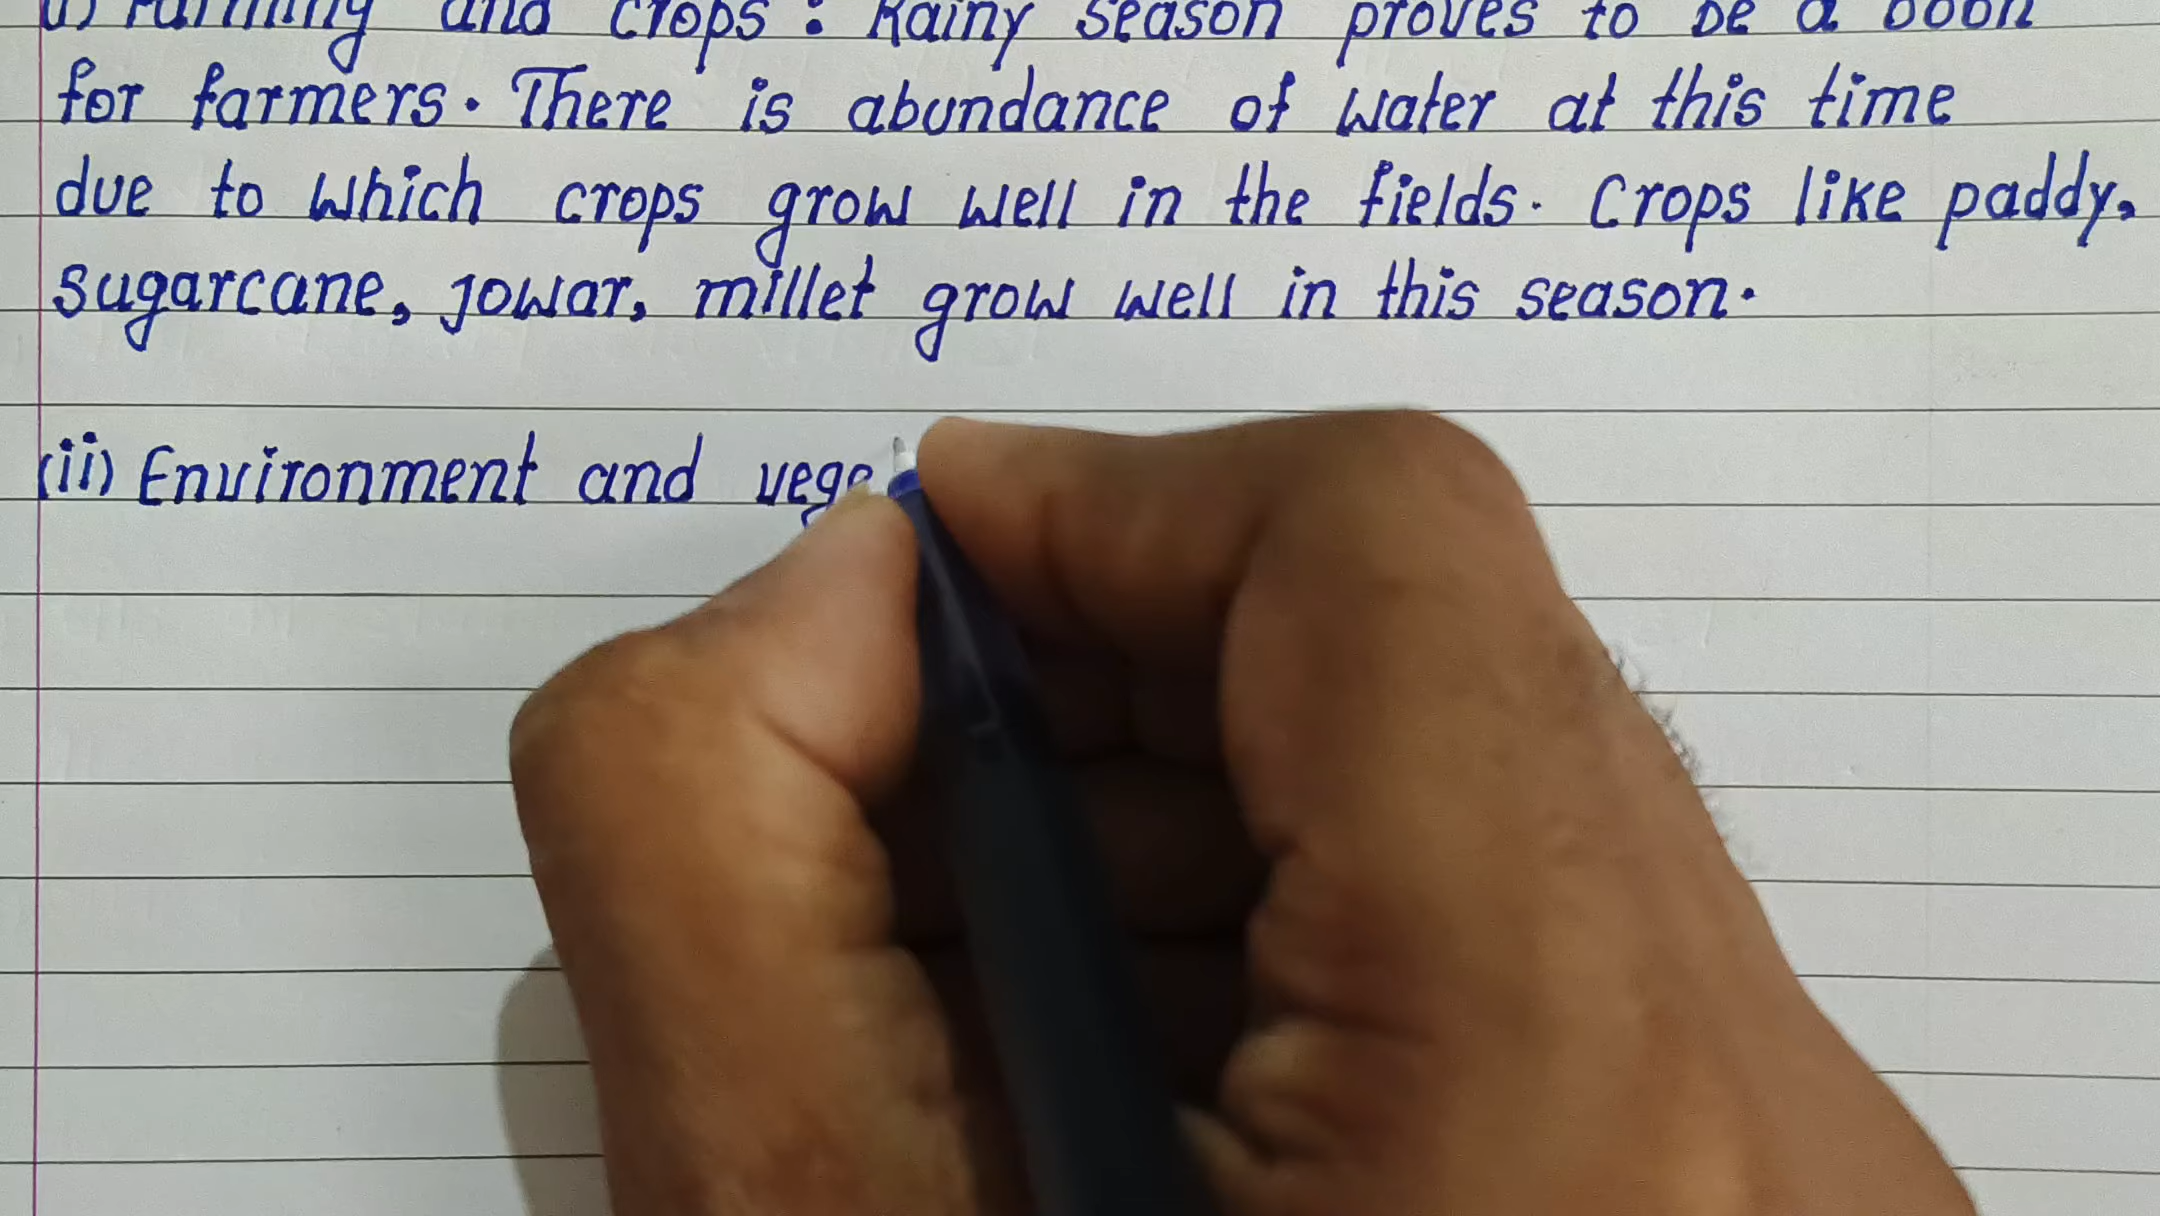 (i) Farming and crops : Rainy season proves to be a boon
for farmers. There is abundance of water at this time
due to which crops grow well in the fields. Crops like paddy,
sugarcane, jowar, millet grow well in this season.
(ii) Environment and vege